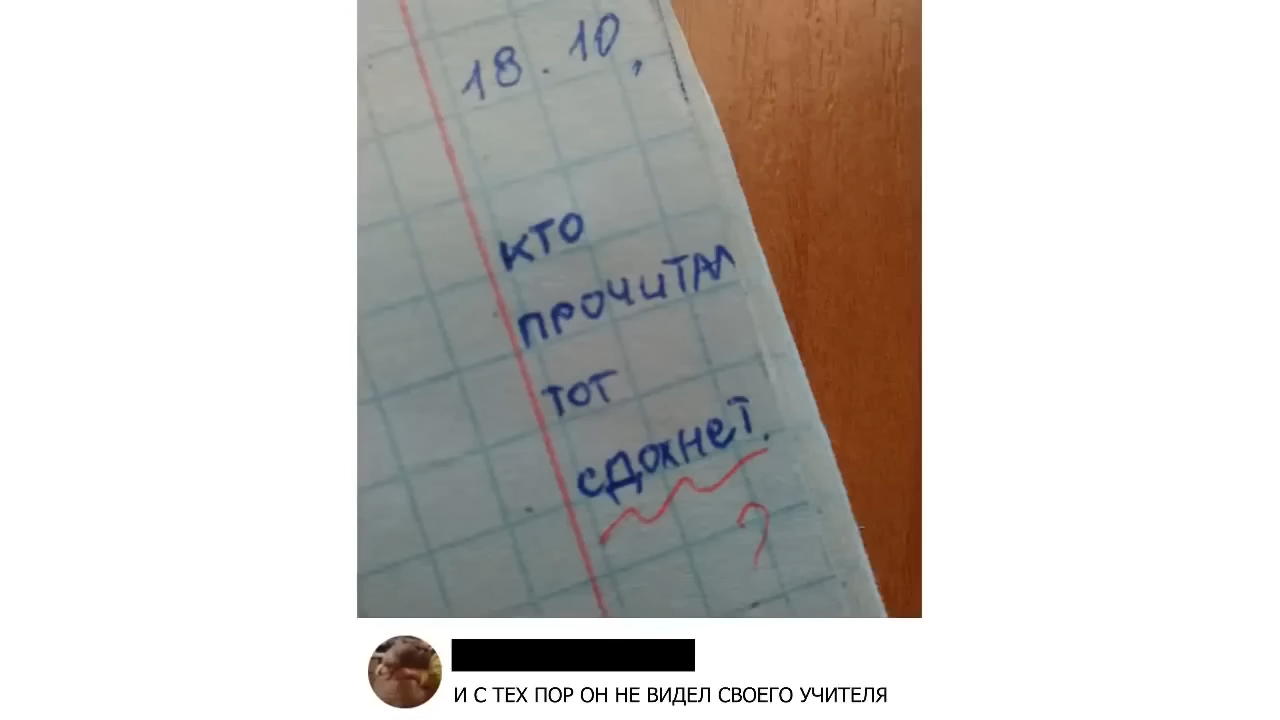 18.10,
кто
прочитал
тот
сдохнет.
?
И С ТЕХ ПОР ОН НЕ ВИДЕЛ СВОЕГО УЧИТЕЛЯ